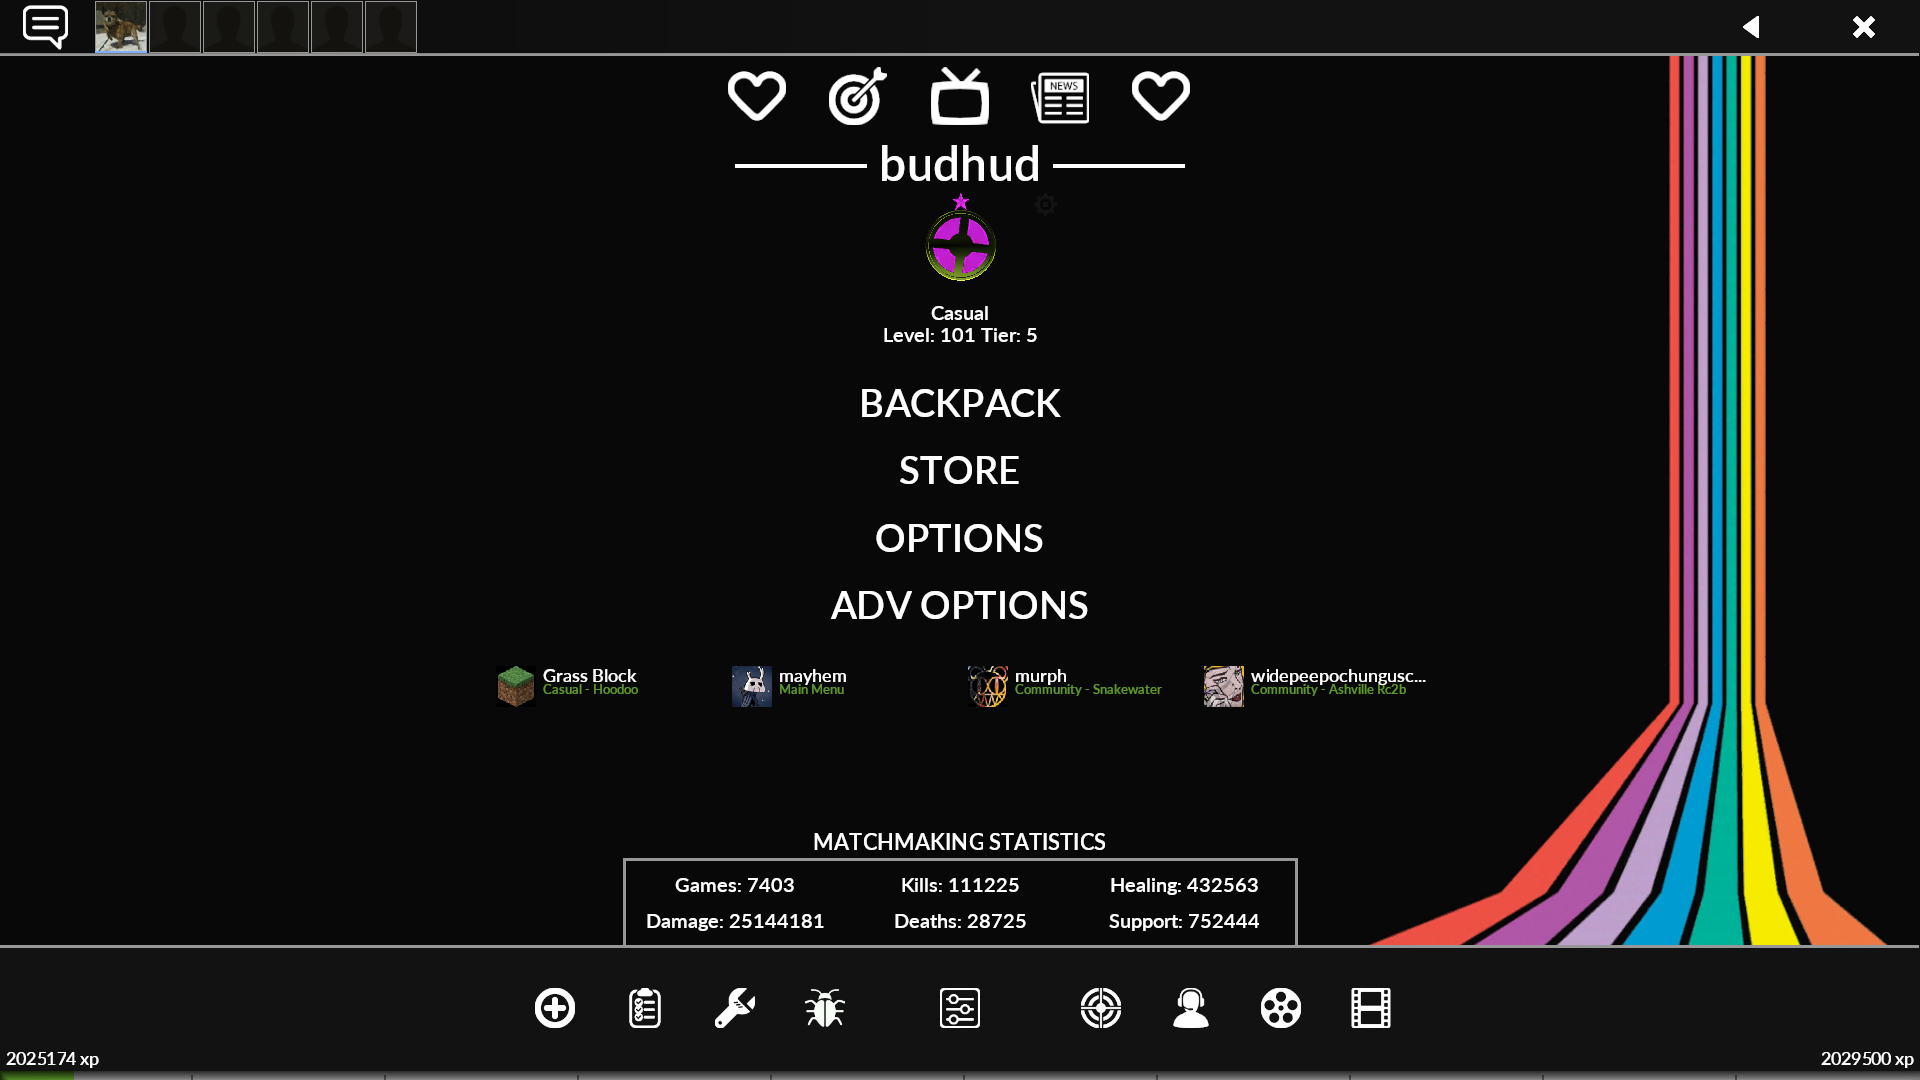 NEWS
budhud
Casual
Level: 101 Tier: 5
BACKPACK
STORE
OPTIONS
ADV OPTIONS
Grass Block
Casual - Hoodoo
mayhem
Main Menu
murph
Community - Snakewater
widepeepochungusc...
Community - Ashville Rc2b
MATCHMAKING STATISTICS
Games: 7403 Kills: 111225 Healing: 432563
Damage: 25144181 Deaths: 28725 Support: 752444
2025174 xp
2029500 xp